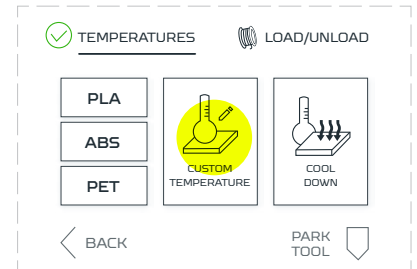 TEMPERATURES
LOAD/UNLOAD
PLA
ABS
PET
CUSTOM
TEMPERATURE
COOL
DOWN
BACK
PARK
TOOL